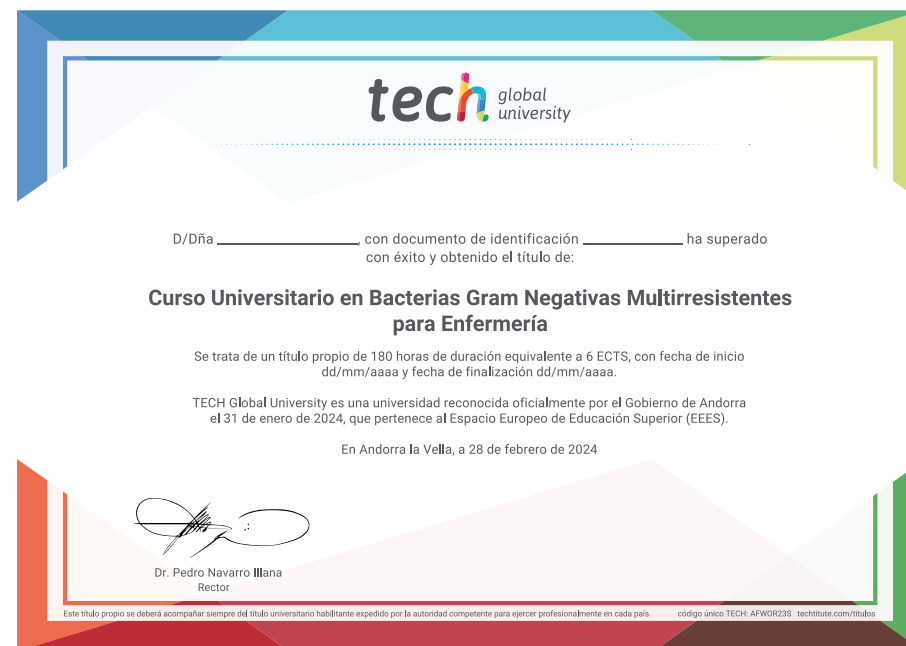 tech global university
D/Dña ____________________, con documento de identificación ______________ ha superado
con éxito y obtenido el título de:
Curso Universitario en Bacterias Gram Negativas Multirresistentes
para Enfermería
Se trata de un título propio de 180 horas de duración equivalente a 6 ECTS, con fecha de inicio
dd/mm/aaaa y fecha de finalización dd/mm/aaaa.
TECH Global University es una universidad reconocida oficialmente por el Gobierno de Andorra
el 31 de enero de 2024, que pertenece al Espacio Europeo de Educación Superior (EEES).
En Andorra la Vella, a 28 de febrero de 2024
Dr. Pedro Navarro Illana
Rector
Este título propio se deberá acompañar siempre del título universitario habilitante expedido por la autoridad competente para ejercer profesionalmente en cada país. código único TECH: AFWOR23S techtitute.com/titulos